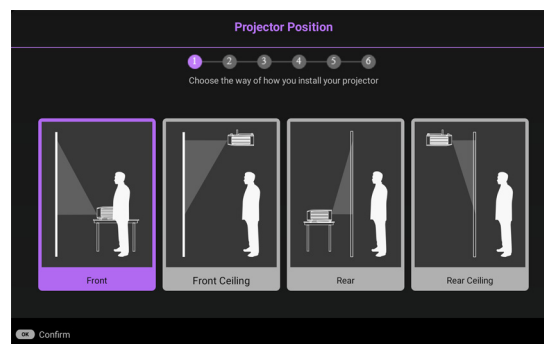 Projector Position
1 2 3 4 5 6
Choose the way of how you install your projector
Front
Front Ceiling
Rear
Rear Ceiling
OK Confirm